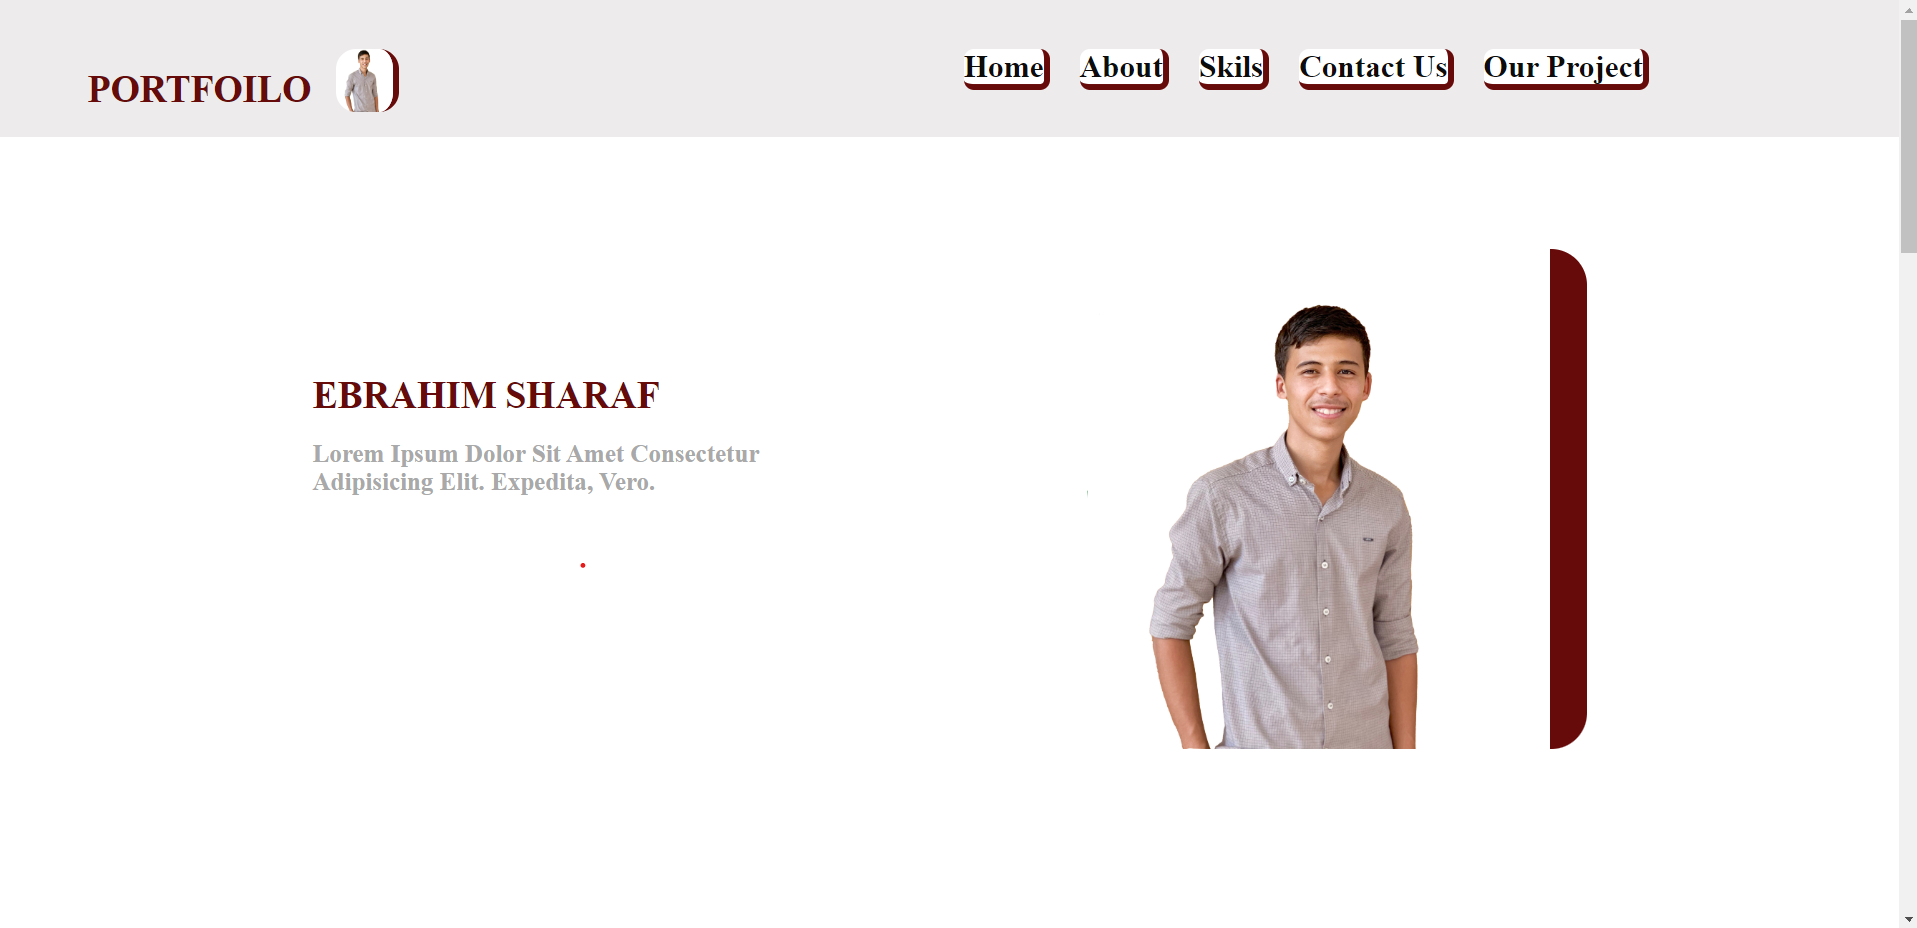 PORTFOILO
Home About Skils Contact Us Our Project
EBRAHIM SHARAF
Lorem Ipsum Dolor Sit Amet Consectetur
Adipisicing Elit. Expedita, Vero.